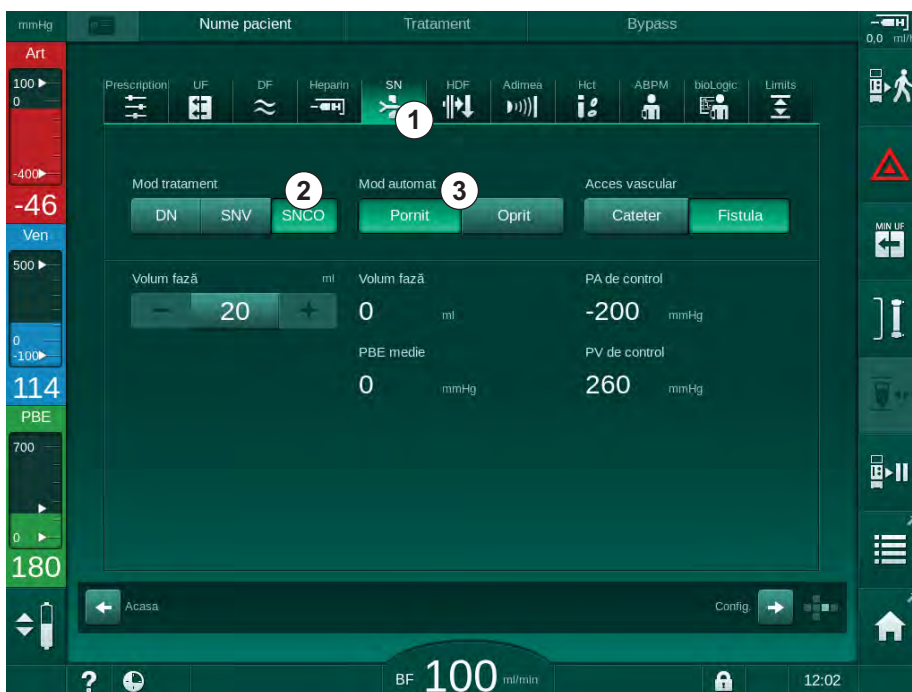 mmHg
Nume pacient
Tratament
Bypass
0,0 ml/
Art
100
0
-400
-46
Ven
500
0
-100
114
PBE
700
0
180
Prescription
UF
DF
Heparin
SN
HDF
Adimea
Hct
ABPM
bioLogic
Limits
1
Mod tratament
2
Mod automat
3
Acces vascular
DN
SNV
SNCO
Pornit
Oprit
Cateter
Fistula
Volum fază
ml
Volum fază
PA de control
20
0 ml
-200 mmHg
PBE medie
PV de control
0 mmHg
260 mmHg
MIN UF
Acasa
Config.
?
BF 100 ml/min
12:02